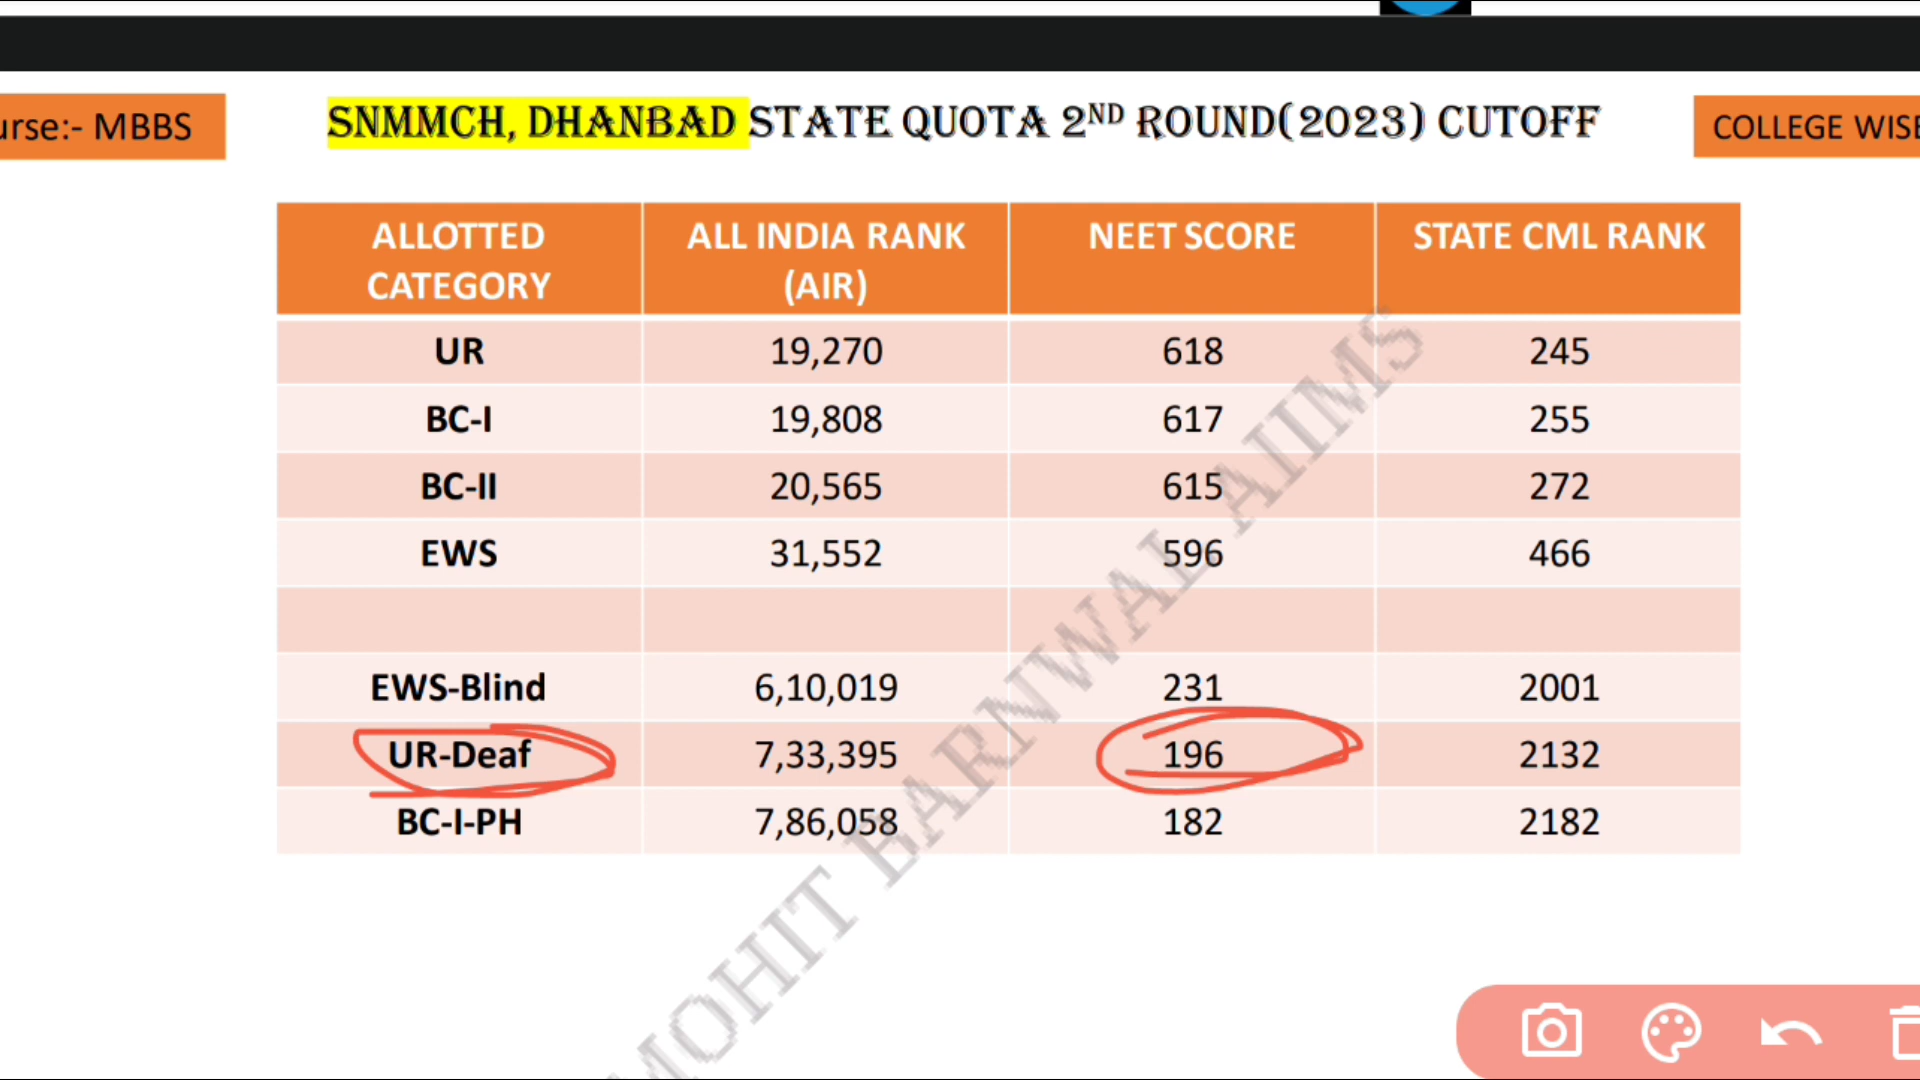 urse:- MBBS
SNMMCH, DHANBAD STATE QUOTA 2ND ROUND(2023) CUTOFF
COLLEGE WISE
ALLOTTED CATEGORY ALL INDIA RANK (AIR) NEET SCORE STATE CML RANK
UR 19,270 618 245
BC-I 19,808 617 255
BC-II 20,565 615 272
EWS 31,552 596 466
EWS-Blind 6,10,019 231 2001
UR-Deaf 7,33,395 196 2132
BC-I-PH 7,86,058 182 2182
MOHIT BARNWAL AIIMS